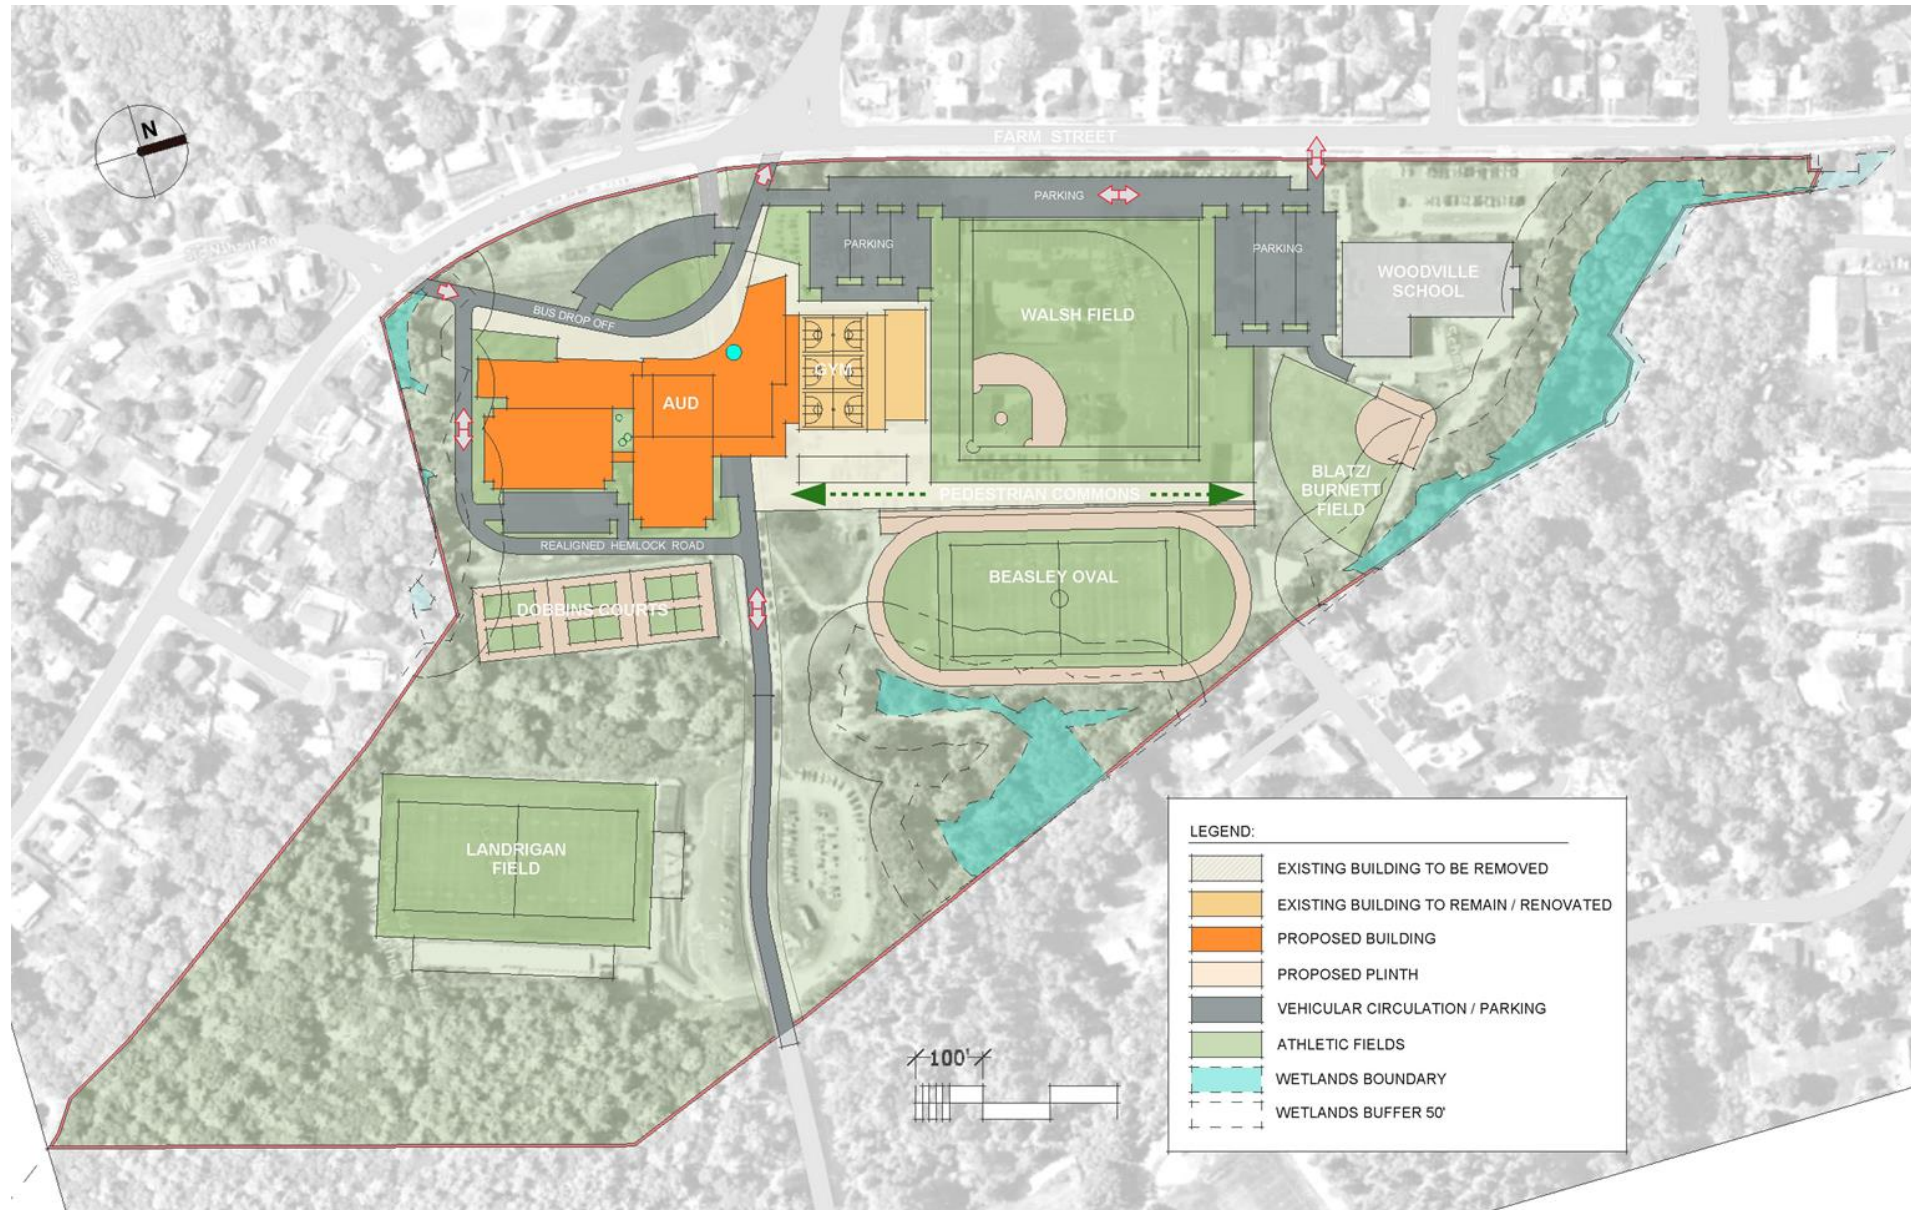 N
FARM STREET
PARKING
PARKING
PARKING
WOODVILLE
SCHOOL
BUS DROP OFF
WALSH FIELD
GYM
AUD
BLATZ/
BURNETT
FIELD
PEDESTRIAN COMMONS
REALIGNED HEMLOCK ROAD
BEASLEY OVAL
DOBBINS COURTS
LANDRIGAN
FIELD
100'
LEGEND:
EXISTING BUILDING TO BE REMOVED
EXISTING BUILDING TO REMAIN / RENOVATED
PROPOSED BUILDING
PROPOSED PLINTH
VEHICULAR CIRCULATION / PARKING
ATHLETIC FIELDS
WETLANDS BOUNDARY
WETLANDS BUFFER 50'